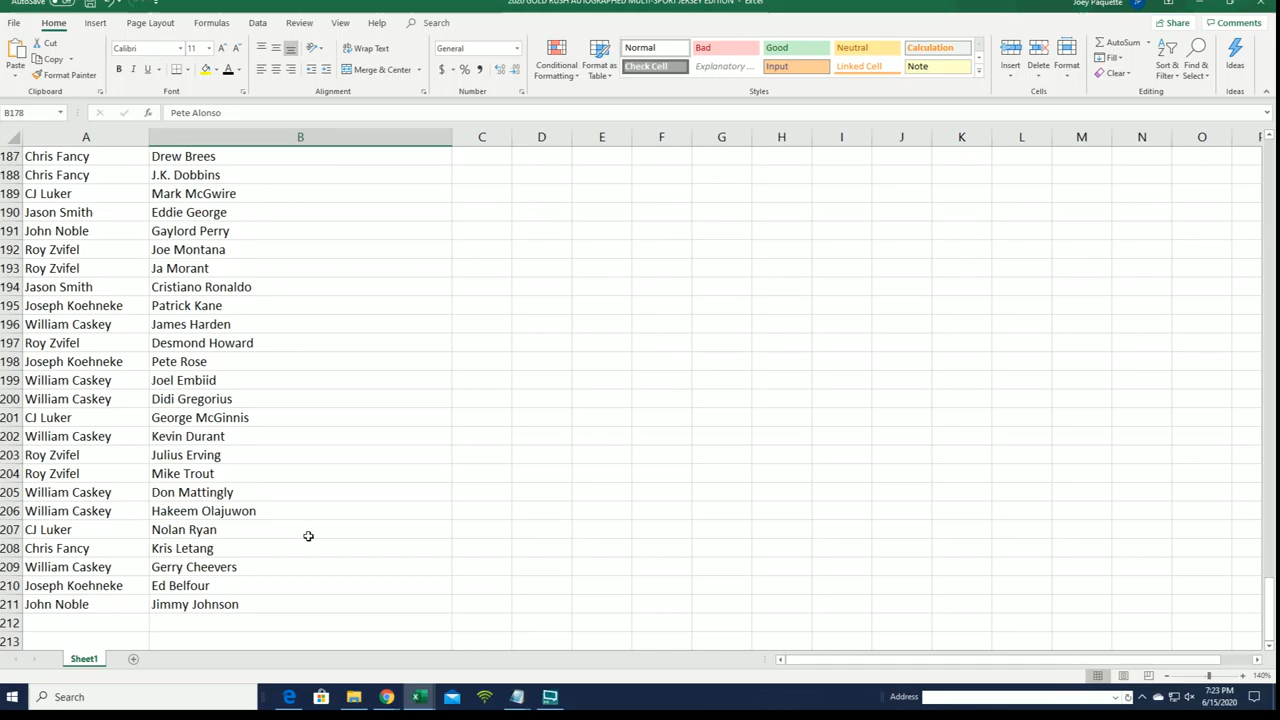 AutoSave
2020 GOLD RUSH AUTOGRAPHED MULTI-SPORT JERSEY EDITION - Excel
Joey Paquette
JP
File Home Insert Page Layout Formulas Data Review View Help Search Share Comments
Paste Cut Copy Format Painter Clipboard
Calibri 11 B I U A Font
Wrap Text Merge & Center Alignment
General $ % Number
Conditional Formatting Format as Table
Normal Bad Good Neutral Calculation
Check Cell Explanatory ... Input Linked Cell Note
Styles
Insert Delete Format Cells
AutoSum Fill Clear Sort & Filter Find & Select Editing
Ideas Ideas
B178 fx Pete Alonso
A B C D E F G H I J K L M N O
187 Chris Fancy Drew Brees
188 Chris Fancy J.K. Dobbins
189 CJ Luker Mark McGwire
190 Jason Smith Eddie George
191 John Noble Gaylord Perry
192 Roy Zvifel Joe Montana
193 Roy Zvifel Ja Morant
194 Jason Smith Cristiano Ronaldo
195 Joseph Koehneke Patrick Kane
196 William Caskey James Harden
197 Roy Zvifel Desmond Howard
198 Joseph Koehneke Pete Rose
199 William Caskey Joel Embiid
200 William Caskey Didi Gregorius
201 CJ Luker George McGinnis
202 William Caskey Kevin Durant
203 Roy Zvifel Julius Erving
204 Roy Zvifel Mike Trout
205 William Caskey Don Mattingly
206 William Caskey Hakeem Olajuwon
207 CJ Luker Nolan Ryan
208 Chris Fancy Kris Letang
209 William Caskey Gerry Cheevers
210 Joseph Koehneke Ed Belfour
211 John Noble Jimmy Johnson
212
213
Sheet1
140%
Search
Address
7:23 PM
6/15/2020